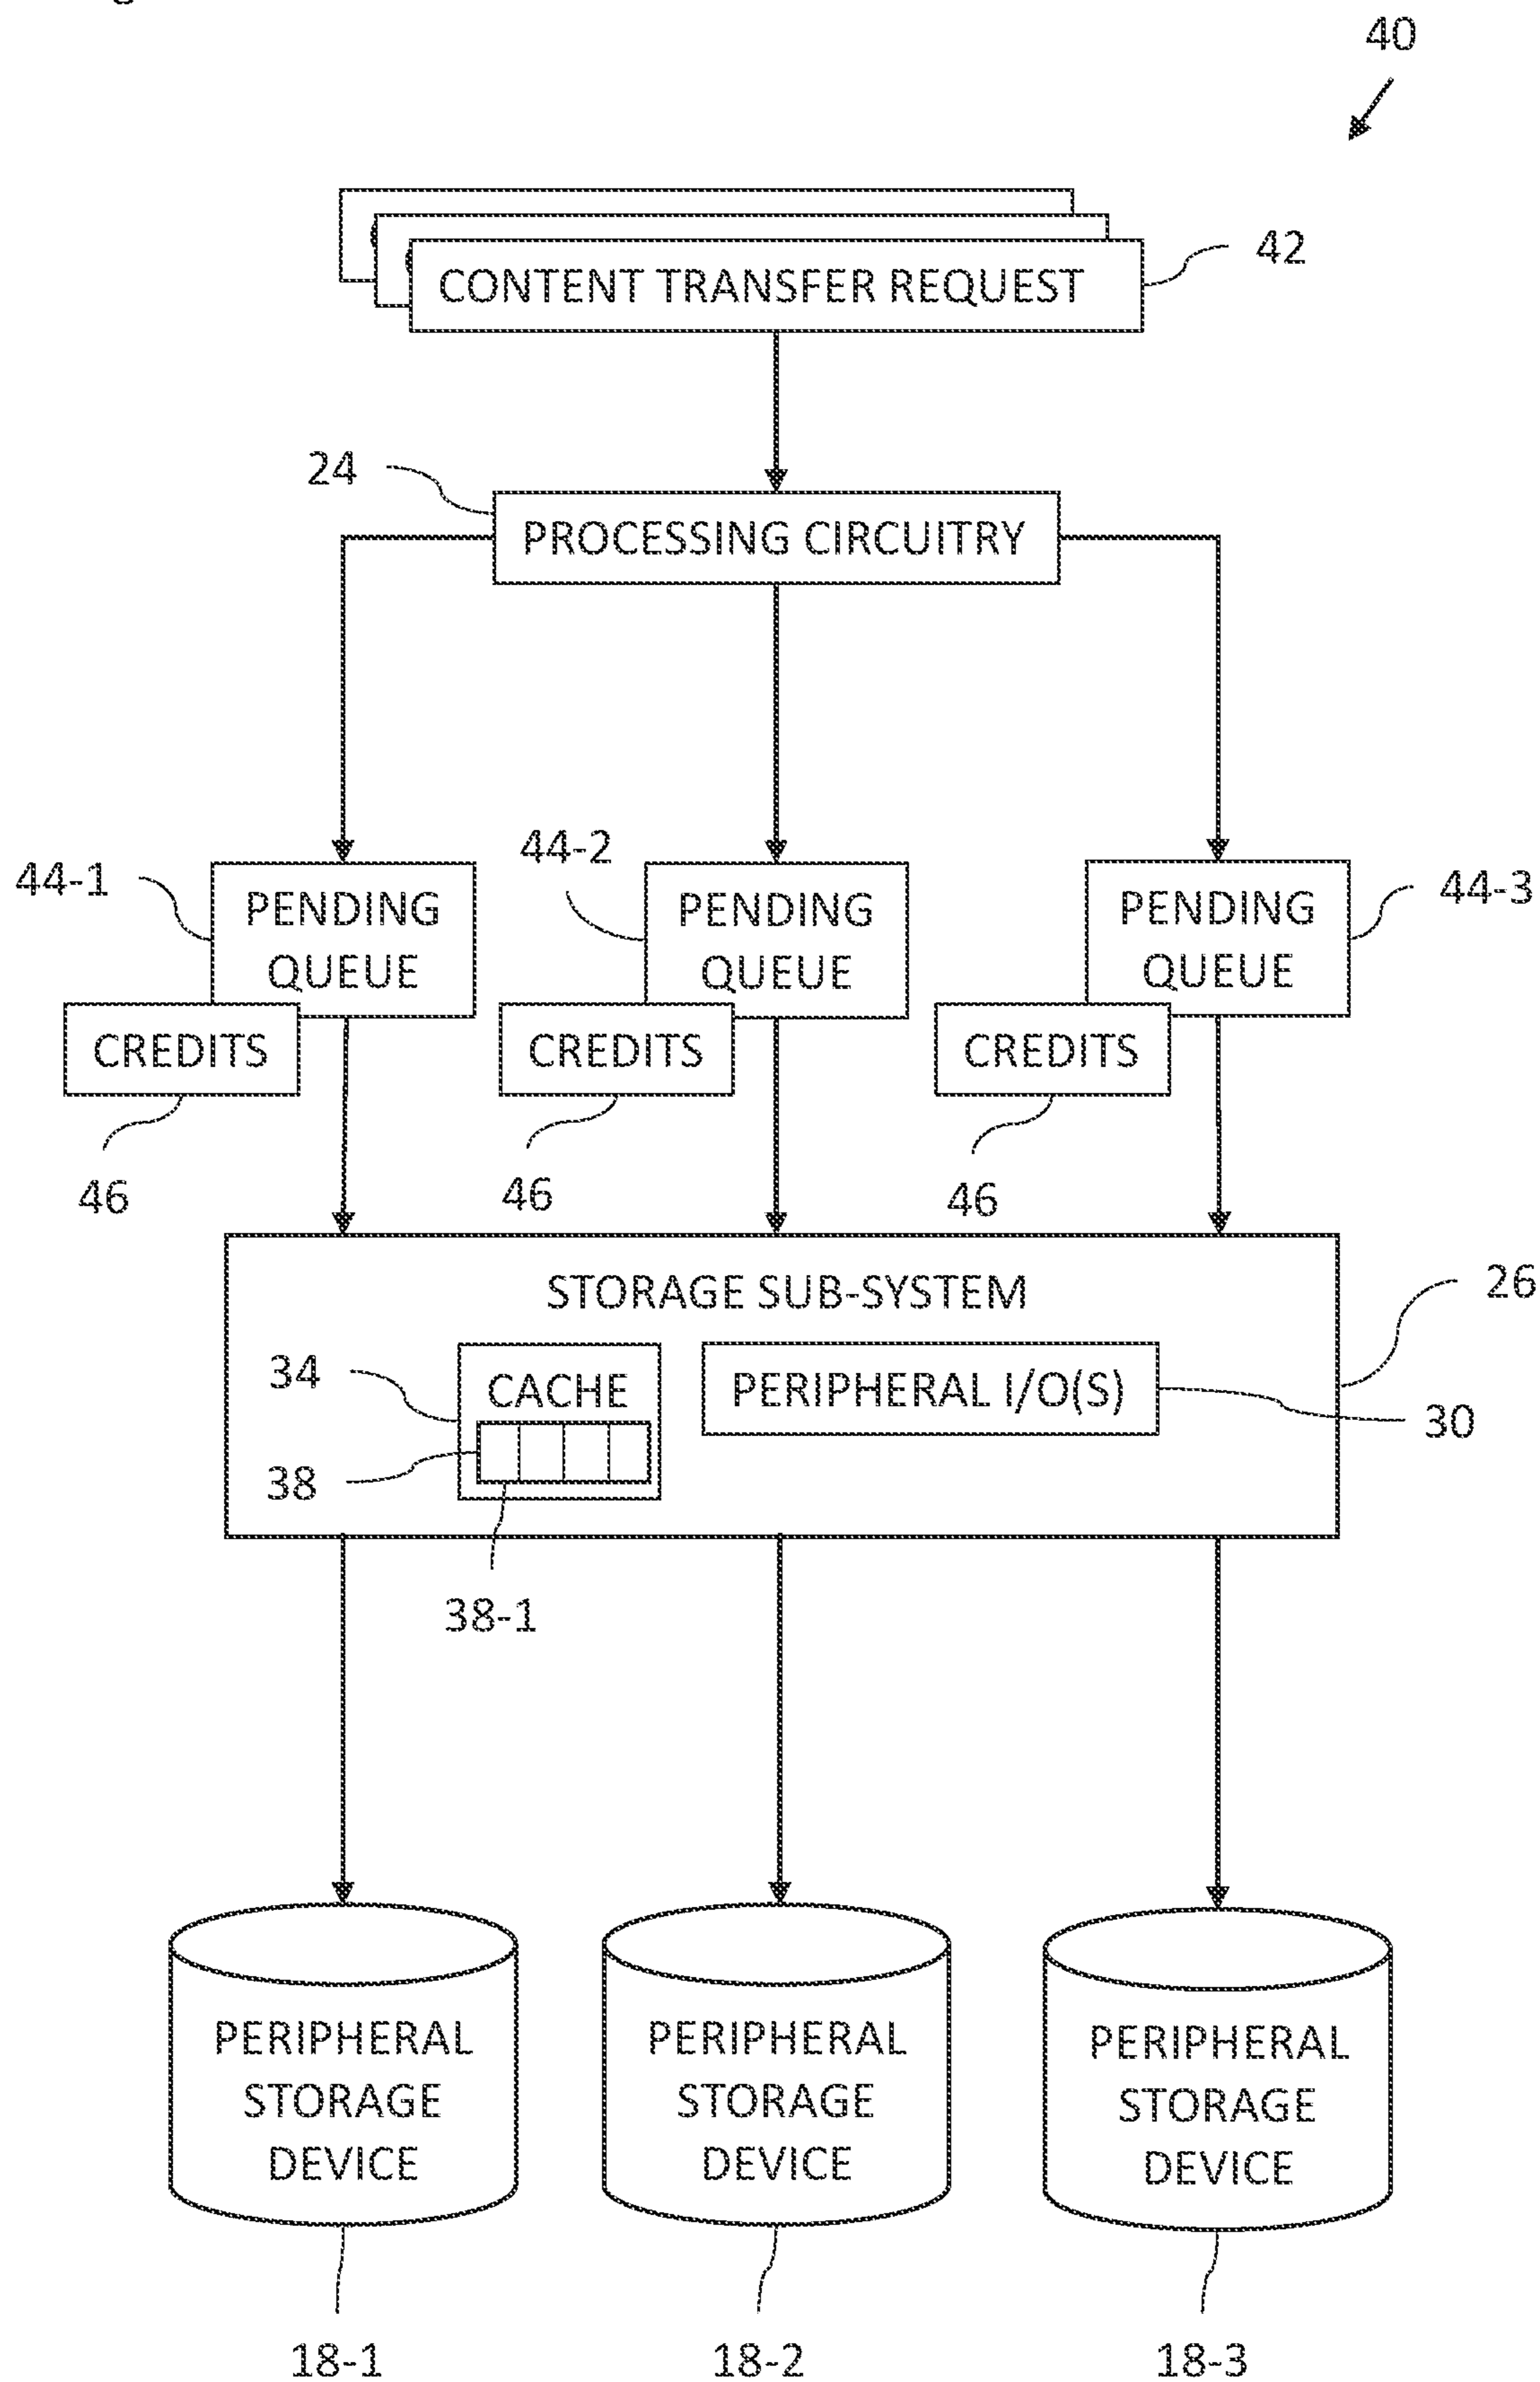 40
42
CONTENT TRANSFER REQUEST
24
PROCESSING CIRCUITRY
44-1
44-2
44-3
PENDING
QUEUE
PENDING
QUEUE
PENDING
QUEUE
CREDITS
CREDITS
CREDITS
46
46
46
STORAGE SUB-SYSTEM
26
34
CACHE
PERIPHERAL I/O(S)
30
38
38-1
PERIPHERAL
STORAGE
DEVICE
PERIPHERAL
STORAGE
DEVICE
PERIPHERAL
STORAGE
DEVICE
18-1
18-2
18-3